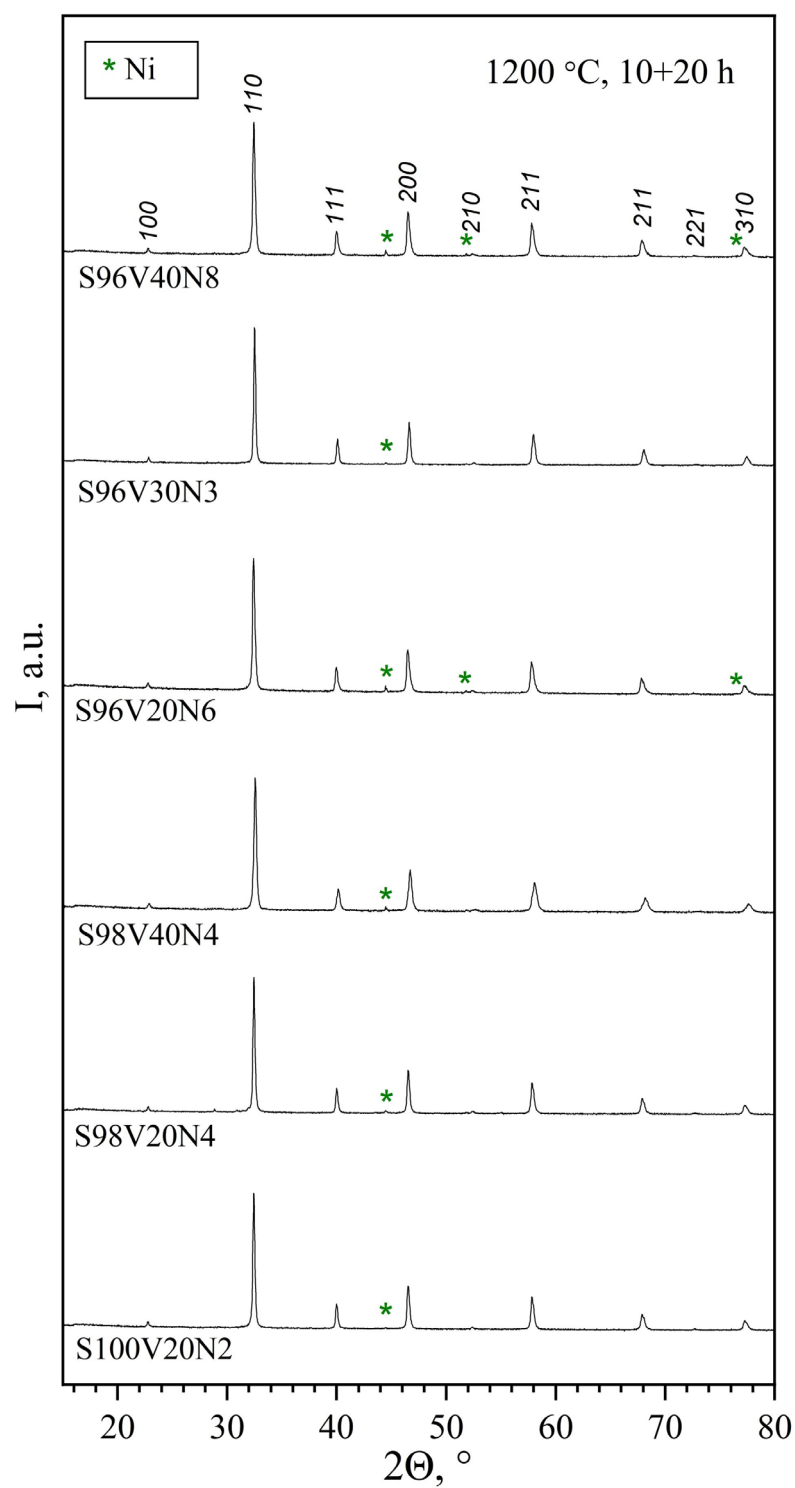 * Ni
1200 °C, 10+20 h
100
110
111
*
200
*
210
211
211
221
*
310
S96V40N8
*
S96V30N3
*
*
*
S96V20N6
*
S98V40N4
*
S98V20N4
*
S100V20N2
I, a.u.
20 30 40 50 60 70 80
2Θ, °